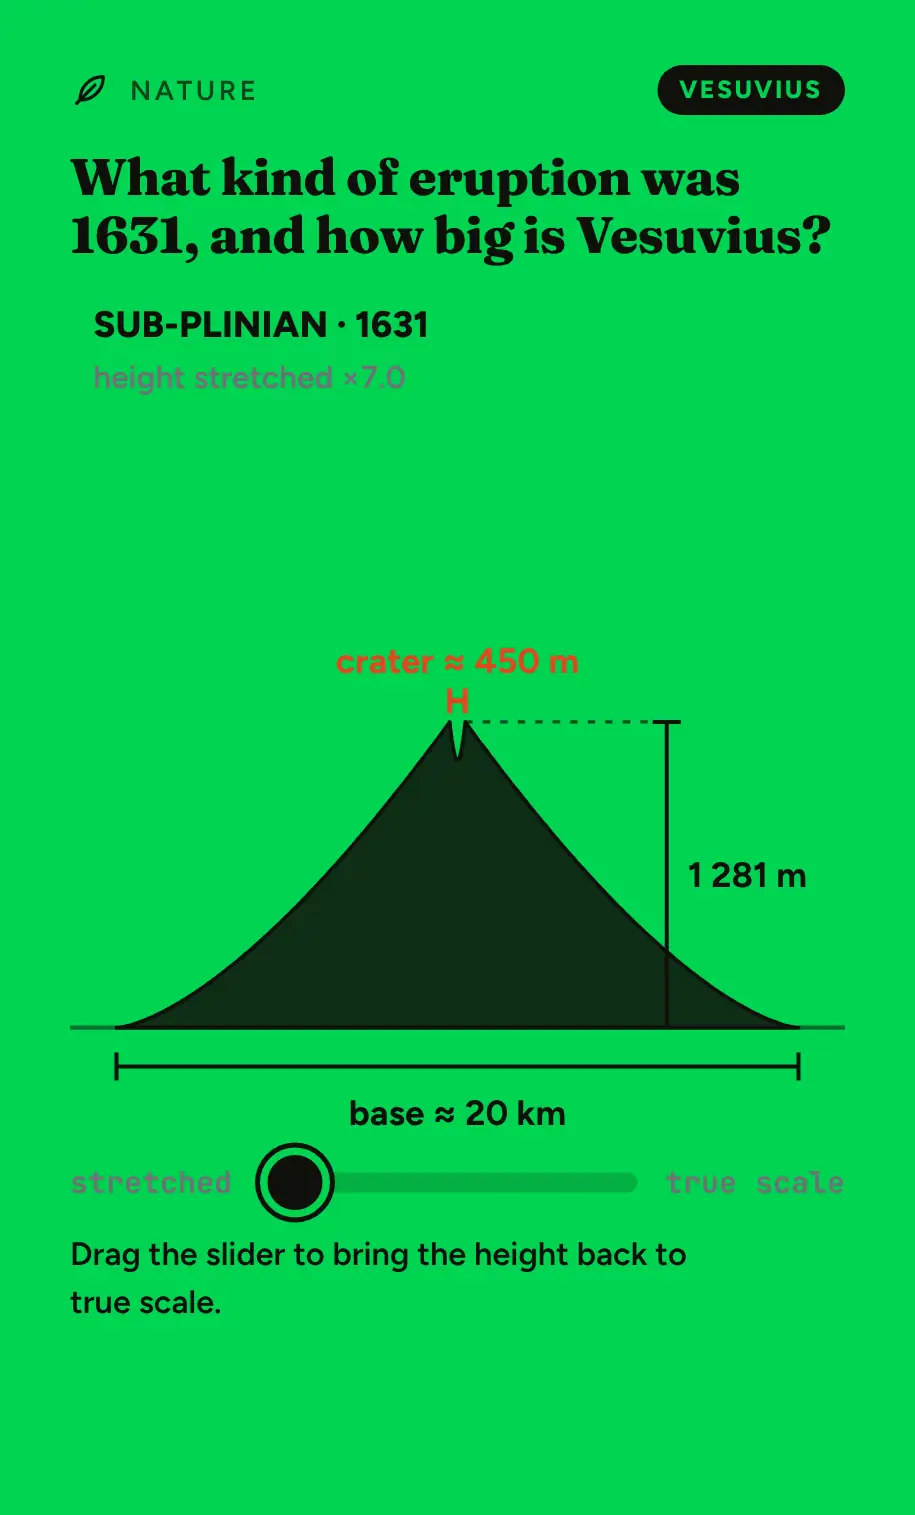 NATURE
VESUVIUS
What kind of eruption was
1631, and how big is Vesuvius?
SUB-PLINIAN · 1631
height stretched ×7.0
crater ≈ 450 m
1 281 m
base ≈ 20 km
stretched
true scale
Drag the slider to bring the height back to
true scale.